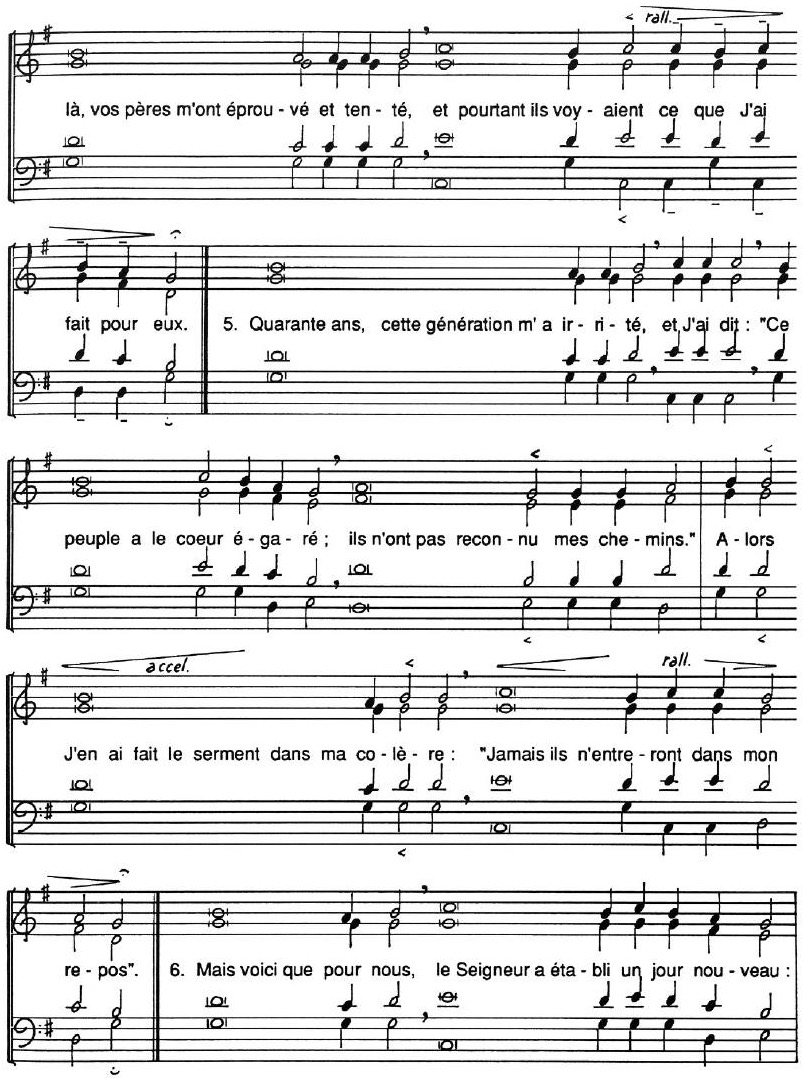 rall.
là, vos pères m'ont éprou - vé et ten - té, et pourtant ils voy - aient ce que J'ai
fait pour eux. 5. Quarante ans, cette génération m' a ir - ri - té, et J'ai dit : "Ce
peuple a le coeur é - ga - ré ; ils n'ont pas recon - nu mes che - mins." A - lors
accel. rall.
J'en ai fait le serment dans ma co - lè - re : "Jamais ils n'entre - ront dans mon
re - pos". 6. Mais voici que pour nous, le Seigneur a éta - bli un jour nou - veau :